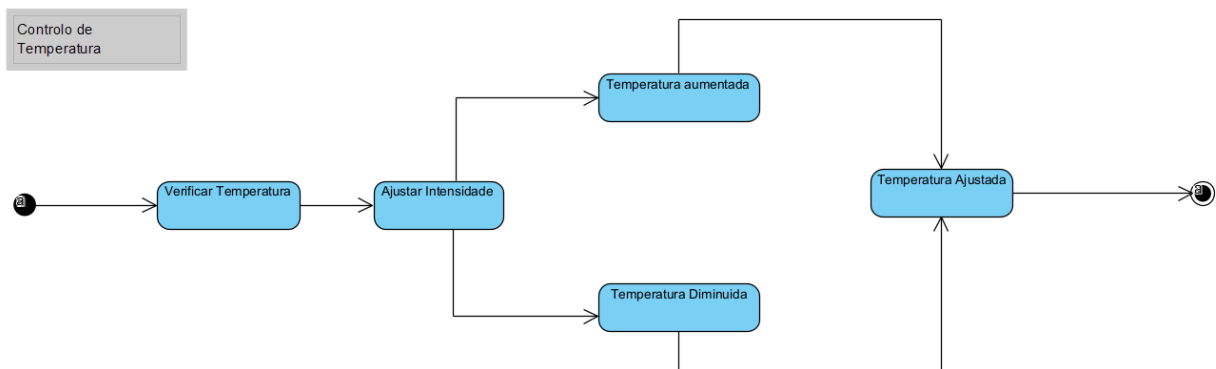 Controlo de
Temperatura
Temperatura aumentada
Verificar Temperatura
Ajustar Intensidade
Temperatura Ajustada
Temperatura Diminuida